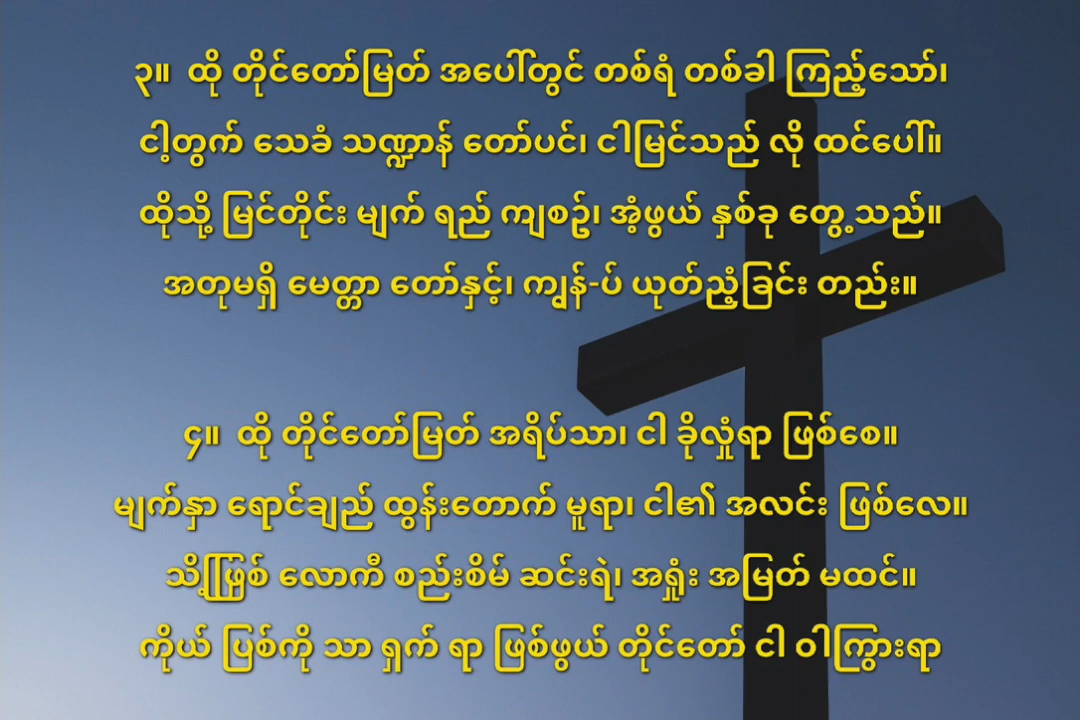 ၃။ ထို တိုင်တော်မြတ် အပေါ်တွင် တစ်ရံ တစ်ခါ ကြည့်သော်၊
ငါ့တွက် သေခံ သဏ္ဍာန် တော်ပင်၊ ငါမြင်သည် လို ထင်ပေါ်။
ထိုသို့ မြင်တိုင်း မျက် ရည် ကျစဥ်၊ အံ့ဖွယ် နှစ်ခု တွေ့သည်။
အတုမရှိ မေတ္တာ တော်နှင့်၊ ကျွန်-ပ် ယုတ်ညံ့ခြင်း တည်း။
၄။ ထို တိုင်တော်မြတ် အရိပ်သာ၊ ငါ ခိုလှုံရာ ဖြစ်စေ။
မျက်နှာ ရောင်ချည် ထွန်းတောက် မူရာ၊ ငါ၏ အလင်း ဖြစ်လေ။
သို့ဖြစ် လောကီ စည်းစိမ် ဆင်းရဲ၊ အရှုံး အမြတ် မထင်။
ကိုယ် ပြစ်ကို သာ ရှက် ရာ ဖြစ်ဖွယ် တိုင်တော် ငါ ဝါကြွားရာ